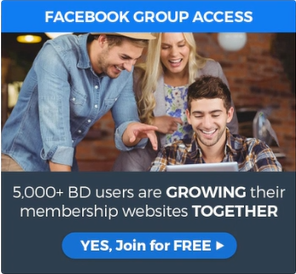 FACEBOOK GROUP ACCESS
5,000+ BD users are GROWING their
membership websites TOGETHER
YES, Join for FREE